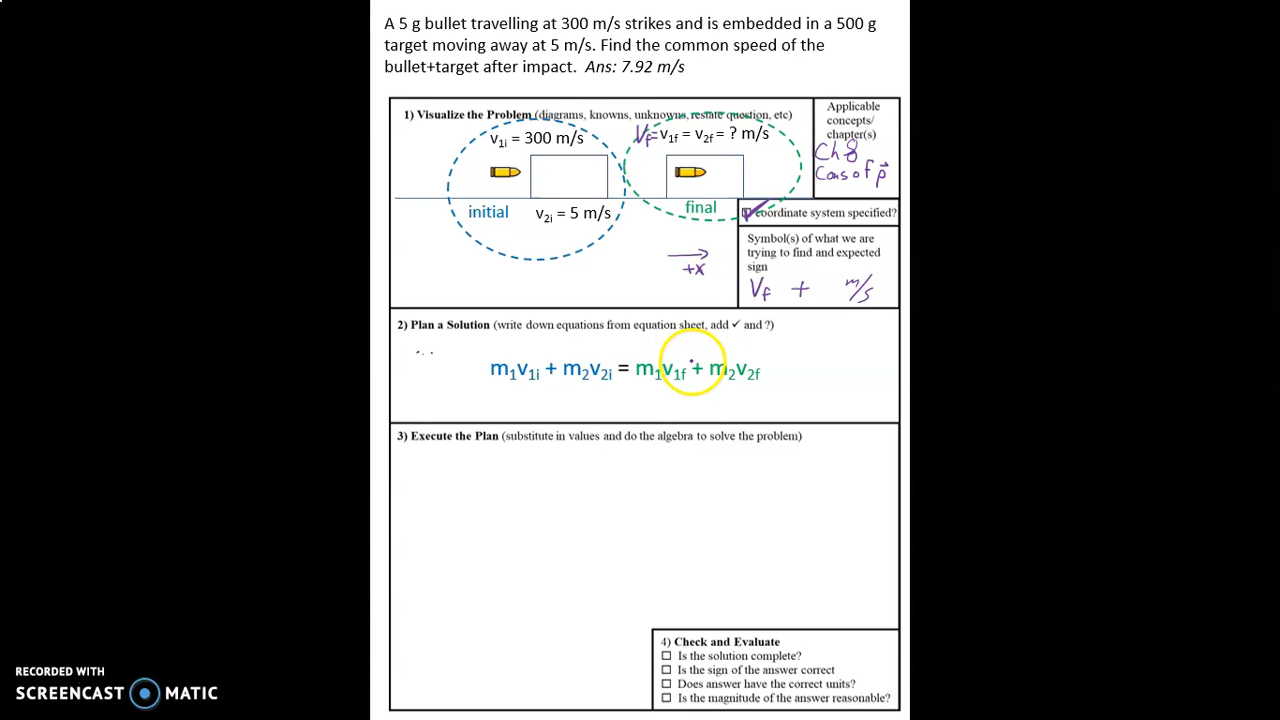 A 5 g bullet travelling at 300 m/s strikes and is embedded in a 500 g
target moving away at 5 m/s. Find the common speed of the
bullet+target after impact. Ans: 7.92 m/s
1) Visualize the Problem (diagrams, knowns, unknowns, restate question, etc)
v₁ᵢ = 300 m/s
V_f = v_1f = v_2f = ? m/s
initial
v₂ᵢ = 5 m/s
final
+x
Applicable
concepts/
chapter(s)
Ch 8
Cons of p⃗
coordinate system specified?
Symbol(s) of what we are
trying to find and expected
sign
V_f + m/s
2) Plan a Solution (write down equations from equation sheet, add ✓ and ?)
m₁v₁ᵢ + m₂v₂ᵢ = m₁v_1f + m₂v_2f
3) Execute the Plan (substitute in values and do the algebra to solve the problem)
4) Check and Evaluate
☐ Is the solution complete?
☐ Is the sign of the answer correct
☐ Does answer have the correct units?
☐ Is the magnitude of the answer reasonable?
RECORDED WITH
SCREENCAST MATIC